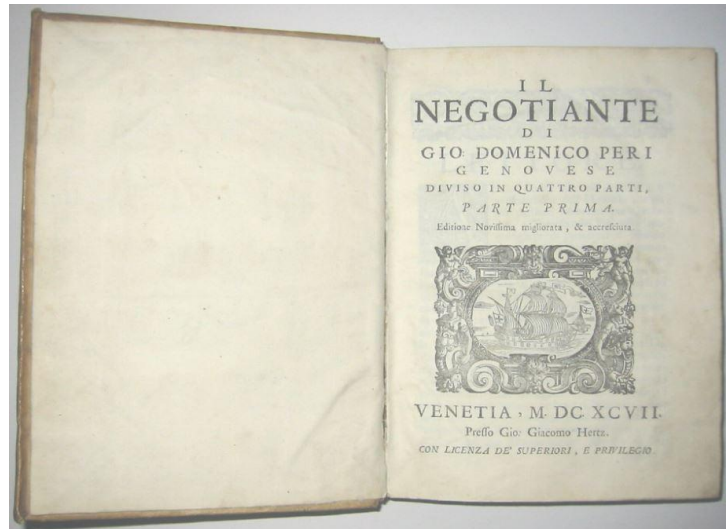 IL
NEGOTIANTE
DI
GIO: DOMENICO PERI
GENOVESE
DIVISO IN QUATTRO PARTI,
PARTE PRIMA.
Editione Novissima migliorata, & accresciuta
VENETIA, M. DC. XCVII.
Presso Gio: Giacomo Hertz.
CON LICENZA DE' SUPERIORI, E PRIVILEGIO